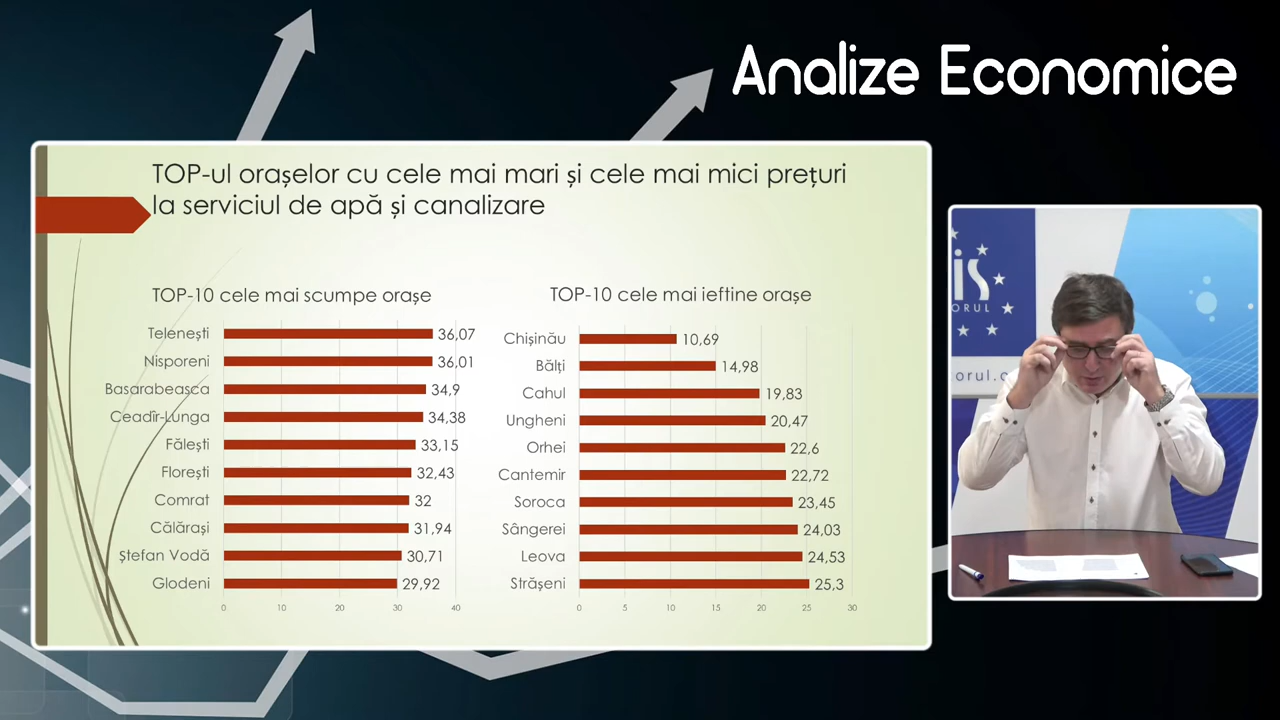 Analize Economice
TOP-ul orașelor cu cele mai mari și cele mai mici prețuri
la serviciul de apă și canalizare
TOP-10 cele mai scumpe orașe
Telenești 36,07
Nisporeni 36,01
Basarabeasca 34,9
Ceadîr-Lunga 34,38
Fălești 33,15
Florești 32,43
Comrat 32
Călărași 31,94
Ștefan Vodă 30,71
Glodeni 29,92
0 10 20 30 40
TOP-10 cele mai ieftine orașe
Chișinău 10,69
Bălți 14,98
Cahul 19,83
Ungheni 20,47
Orhei 22,6
Cantemir 22,72
Soroca 23,45
Sângerei 24,03
Leova 24,53
Strășeni 25,3
0 5 10 15 20 25 30